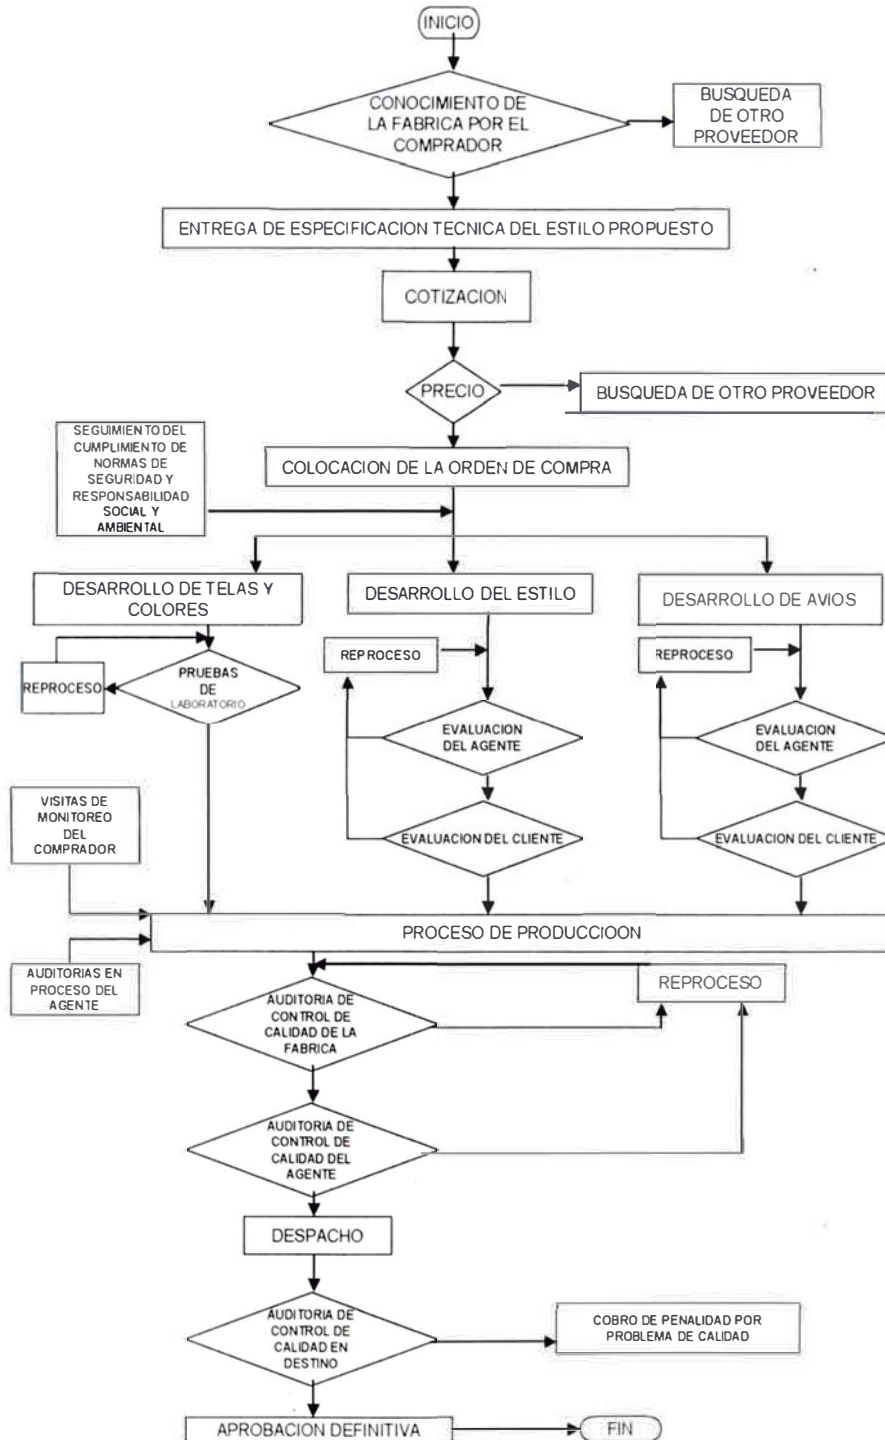 INICIO
CONOCIMIENTO DE
LA FABRICA POR EL
COMPRADOR
BUSQUEDA
DE OTRO
PROVEEDOR
ENTREGA DE ESPECIFICACION TECNICA DEL ESTILO PROPUESTO
COTIZACION
PRECIO
BUSQUEDA DE OTRO PROVEEDOR
SEGUIMIENTO DEL
CUMPLIMIENTO DE
NORMAS DE
SEGURIDAD Y
RESPONSABILIDAD
SOCIAL Y
AMBIENTAL
COLOCACION DE LA ORDEN DE COMPRA
DESARROLLO DE TELAS Y
COLORES
DESARROLLO DEL ESTILO
DESARROLLO DE AVIOS
REPROCESO
PRUEBAS
DE
LABORATORIO
REPROCESO
EVALUACION
DEL AGENTE
EVALUACION DEL CLIENTE
REPROCESO
EVALUACION
DEL AGENTE
EVALUACION DEL CLIENTE
VISITAS DE
MONITOREO
DEL
COMPRADOR
PROCESO DE PRODUCCIOON
AUDITORIAS EN
PROCESO DEL
AGENTE
AUDITORIA DE
CONTROL DE
CALIDAD DE LA
FABRICA
REPROCESO
AUDITORIA DE
CONTROL DE
CALIDAD DEL
AGENTE
DESPACHO
AUDITORIA DE
CONTROL DE
CALIDAD EN
DESTINO
COBRO DE PENALIDAD POR
PROBLEMA DE CALIDAD
APROBACION DEFINITIVA
FIN